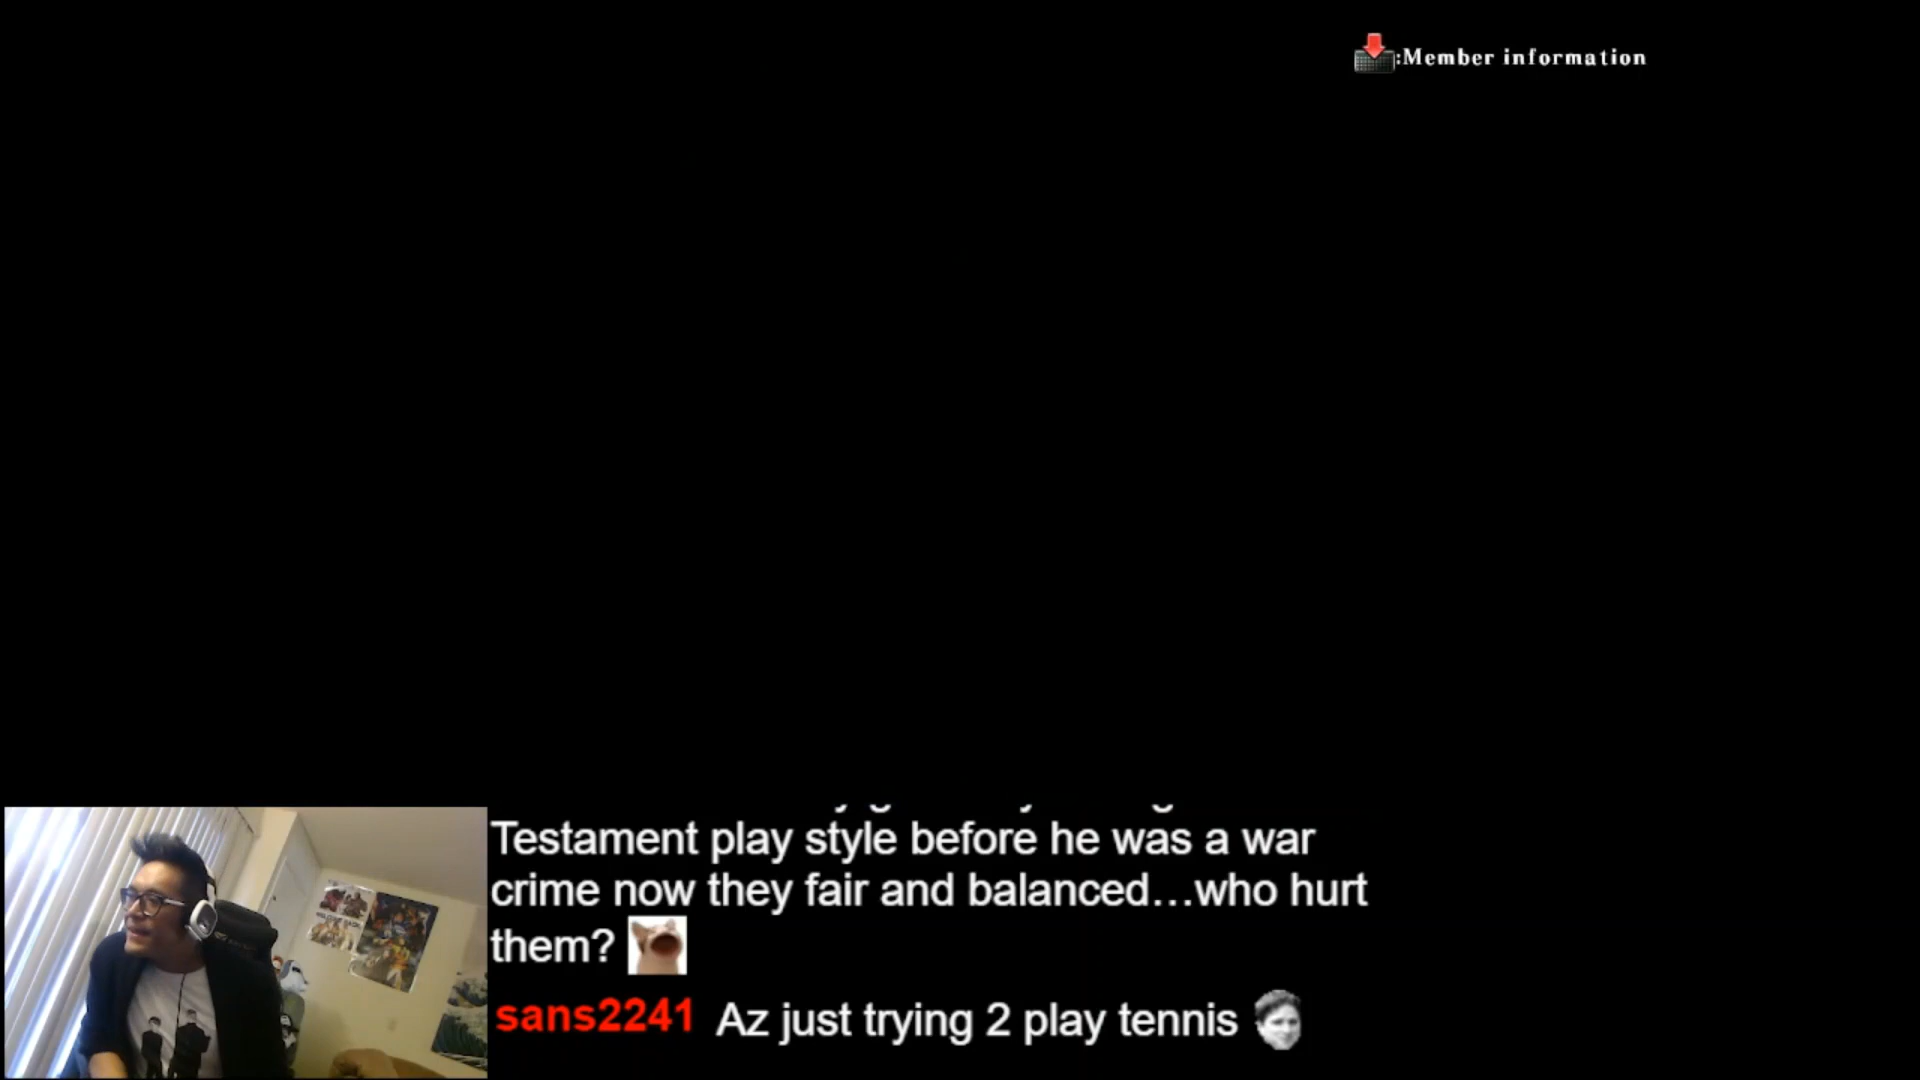 :Member information
Testament play style before he was a war
crime now they fair and balanced...who hurt
them?
sans2241 Az just trying 2 play tennis